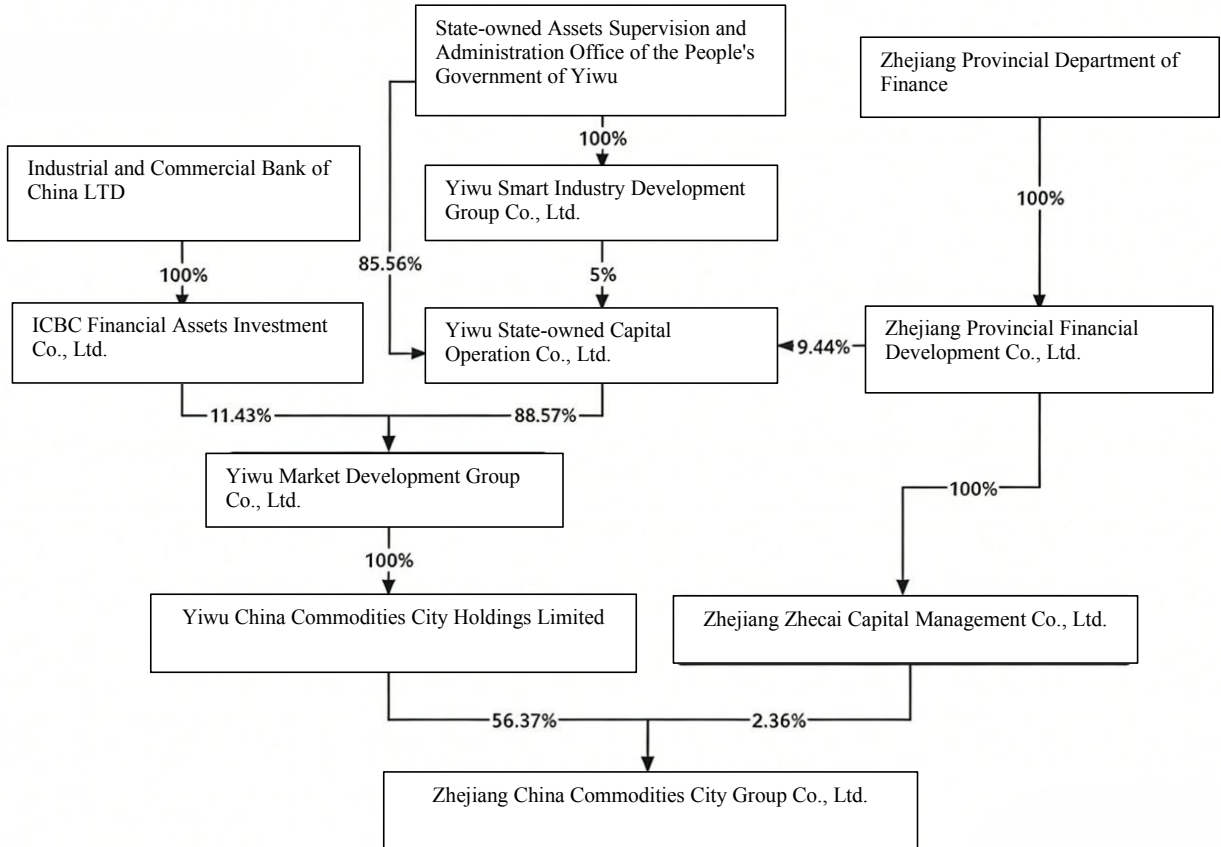 State-owned Assets Supervision and
Administration Office of the People's
Government of Yiwu
Zhejiang Provincial Department of
Finance
100%
Industrial and Commercial Bank of
China LTD
Yiwu Smart Industry Development
Group Co., Ltd.
100%
85.56%
100%
5%
ICBC Financial Assets Investment
Co., Ltd.
Yiwu State-owned Capital
Operation Co., Ltd.
9.44%
Zhejiang Provincial Financial
Development Co., Ltd.
11.43%
88.57%
Yiwu Market Development Group
Co., Ltd.
100%
100%
Yiwu China Commodities City Holdings Limited
Zhejiang Zhecai Capital Management Co., Ltd.
56.37%
2.36%
Zhejiang China Commodities City Group Co., Ltd.